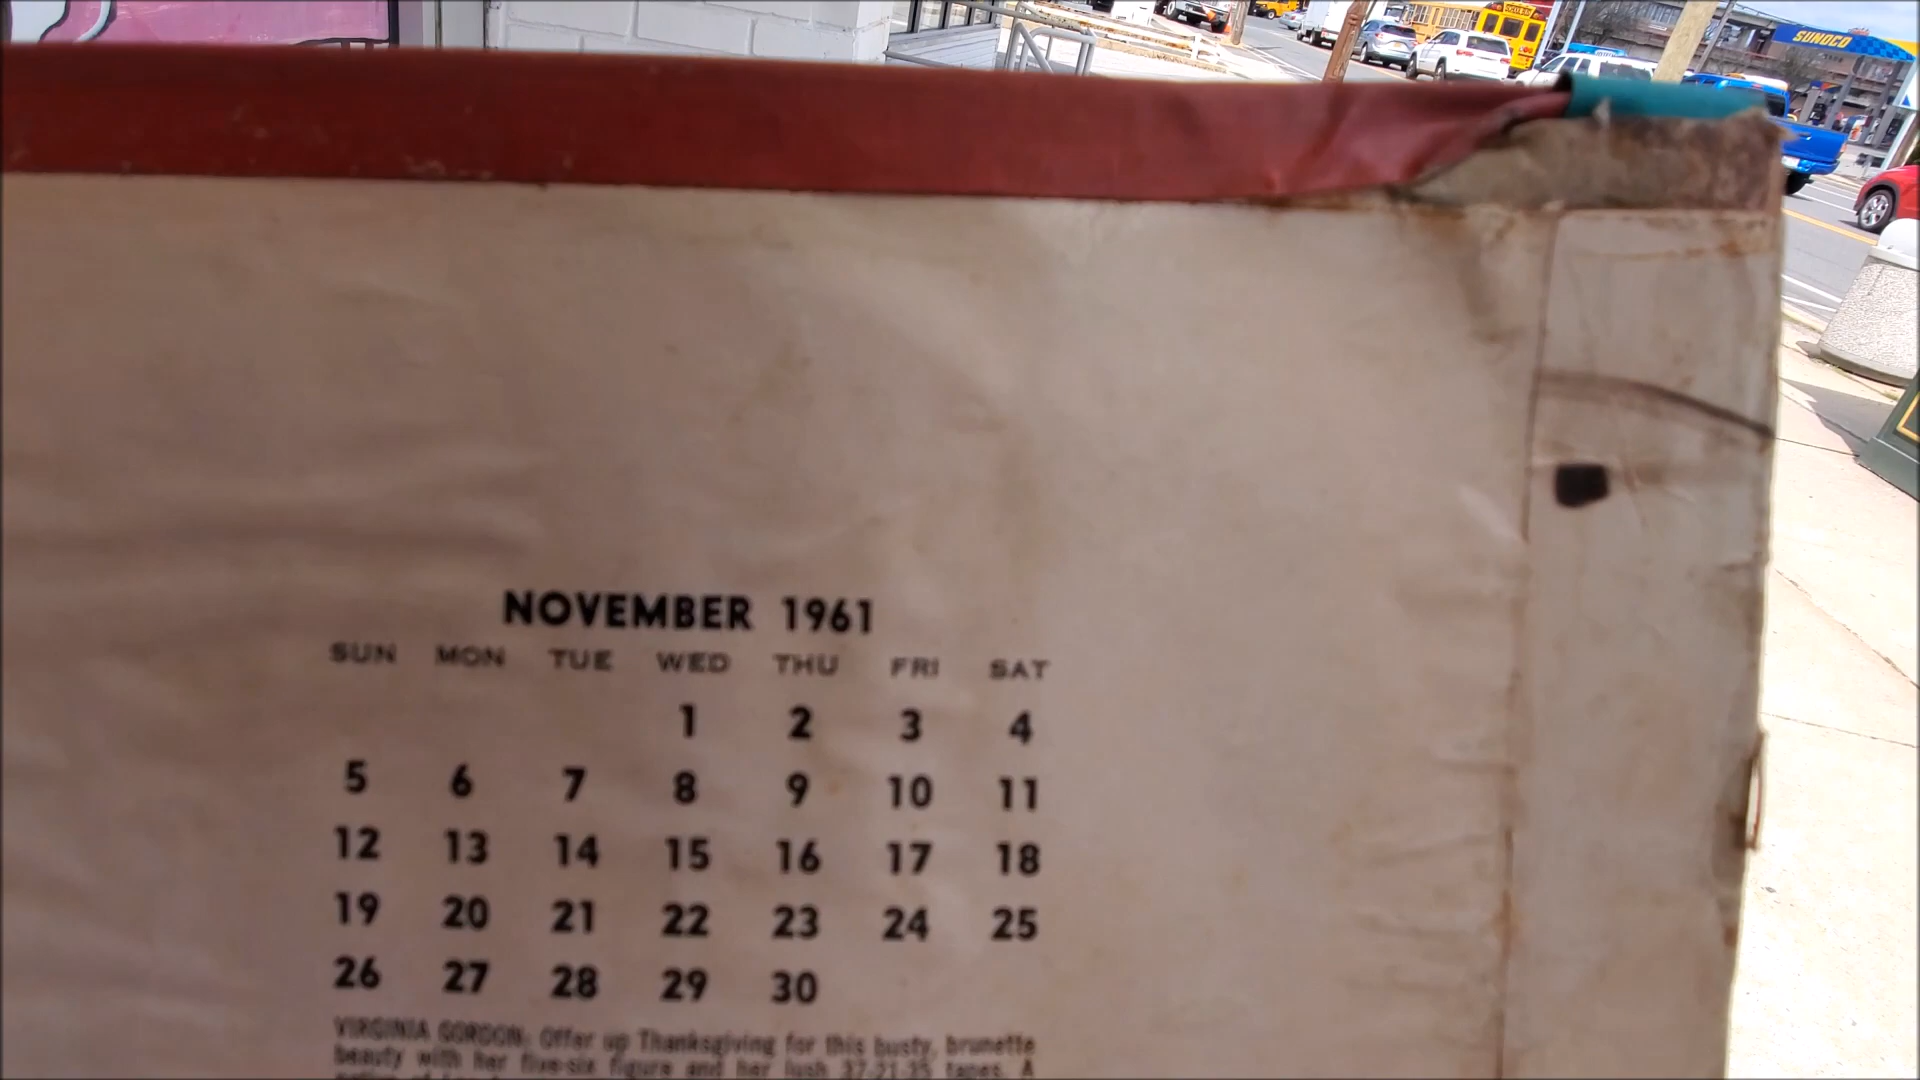 SUNOCO
NOVEMBER 1961
SUN MON TUE WED THU FRI SAT
1 2 3 4
5 6 7 8 9 10 11
12 13 14 15 16 17 18
19 20 21 22 23 24 25
26 27 28 29 30
VIRGINIA GORDON: Offer up Thanksgiving for this busty, brunette
beauty with her five-six figure and her lush 37-21-35 tapes. A